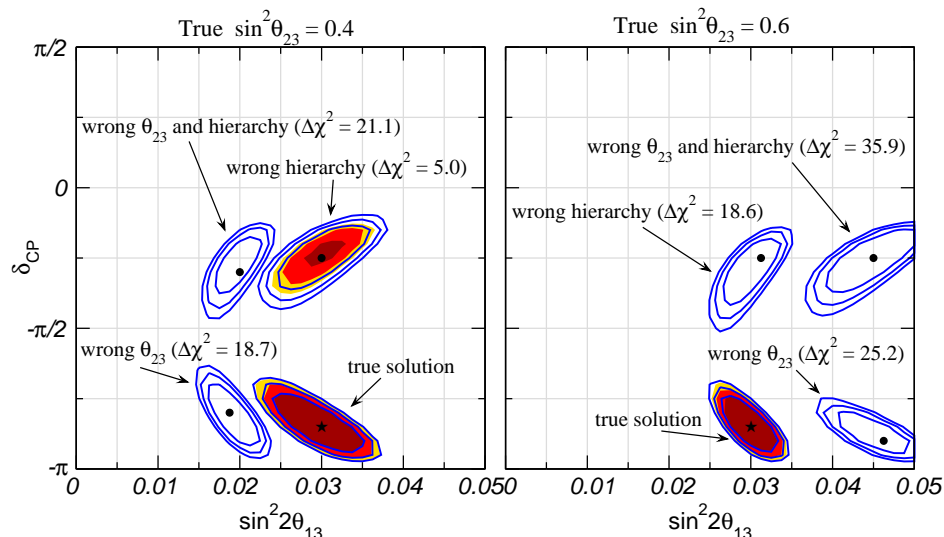 True sin²θ₂₃ = 0.4
True sin²θ₂₃ = 0.6
π/2
0
-π/2
-π
δCP
wrong θ₂₃ and hierarchy (Δχ² = 21.1)
wrong hierarchy (Δχ² = 5.0)
wrong θ₂₃ (Δχ² = 18.7)
true solution
0 0.01 0.02 0.03 0.04 0.05
sin²2θ₁₃
wrong θ₂₃ and hierarchy (Δχ² = 35.9)
wrong hierarchy (Δχ² = 18.6)
wrong θ₂₃ (Δχ² = 25.2)
true solution
0.01 0.02 0.03 0.04 0.05
sin²2θ₁₃